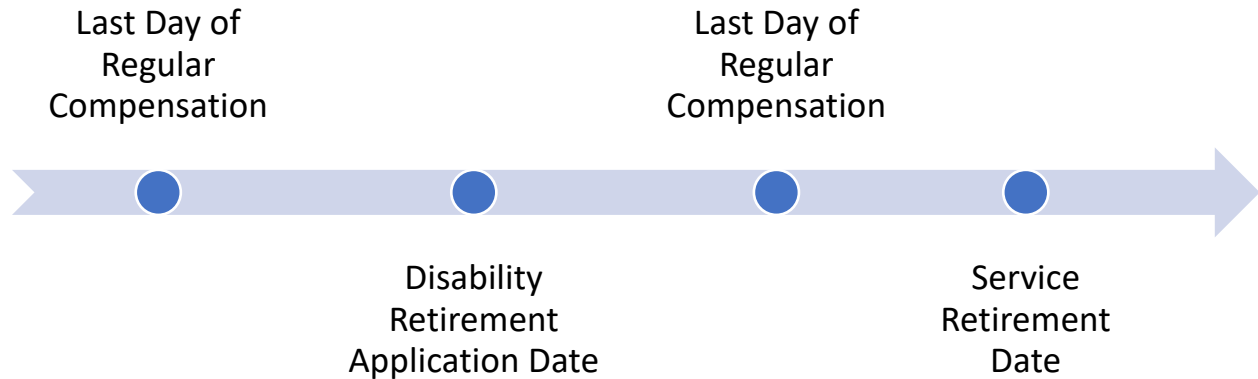 Last Day of
Regular
Compensation
Disability
Retirement
Application Date
Last Day of
Regular
Compensation
Service
Retirement
Date